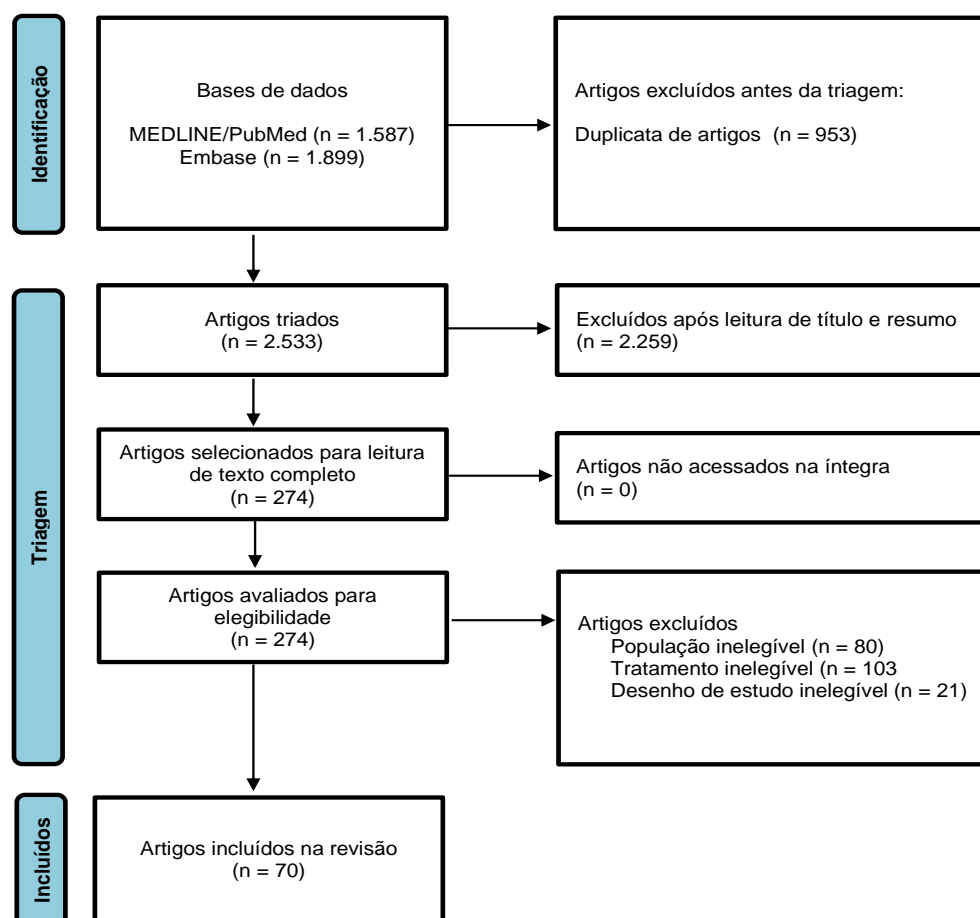 Identificação
Bases de dados
MEDLINE/PubMed (n = 1.587)
Embase (n = 1.899)
Artigos excluídos antes da triagem:
Duplicata de artigos (n = 953)
Triagem
Artigos triados
(n = 2.533)
Excluídos após leitura de título e resumo
(n = 2.259)
Artigos selecionados para leitura
de texto completo
(n = 274)
Artigos não acessados na íntegra
(n = 0)
Artigos avaliados para
elegibilidade
(n = 274)
Artigos excluídos
População inelegível (n = 80)
Tratamento inelegível (n = 103
Desenho de estudo inelegível (n = 21)
Incluídos
Artigos incluídos na revisão
(n = 70)